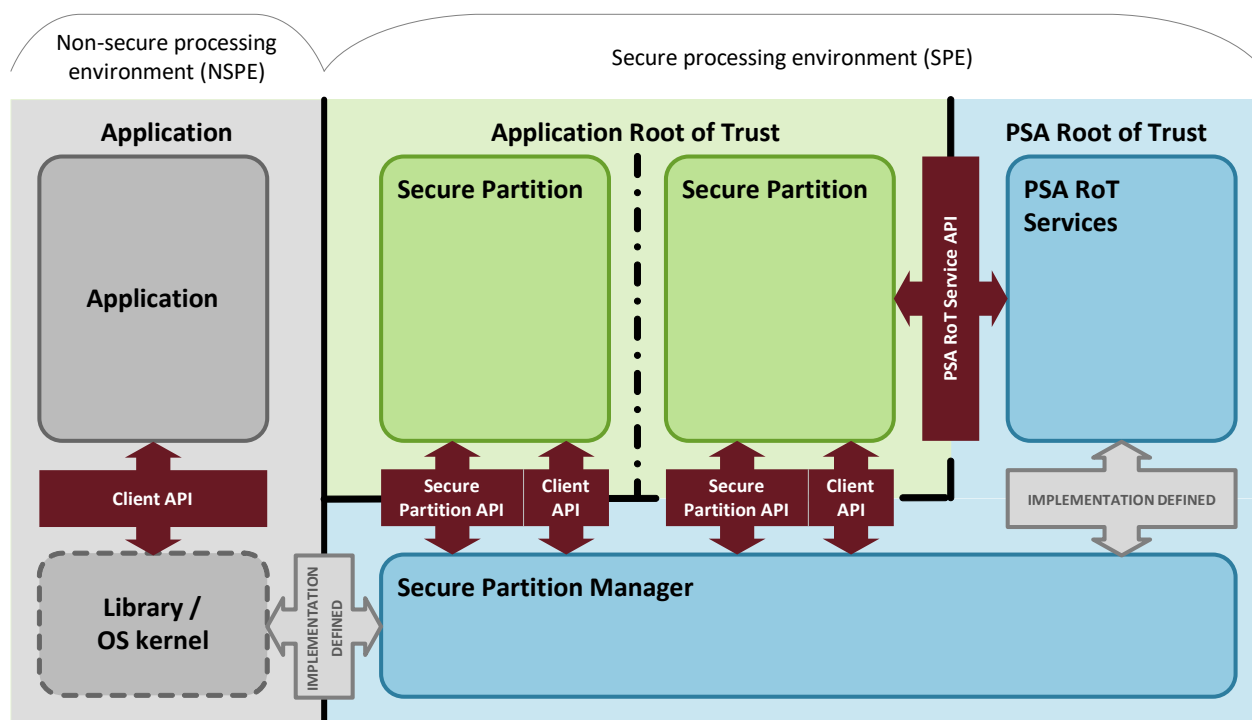 Non-secure processing
environment (NSPE)
Secure processing environment (SPE)
Application
Application Root of Trust
PSA Root of Trust
Application
Secure Partition
Secure Partition
PSA RoT Service API
PSA RoT
Services
Client API
Secure
Partition API
Client
API
Secure
Partition API
Client
API
IMPLEMENTATION DEFINED
Library /
OS kernel
IMPLEMENTATION
DEFINED
Secure Partition Manager